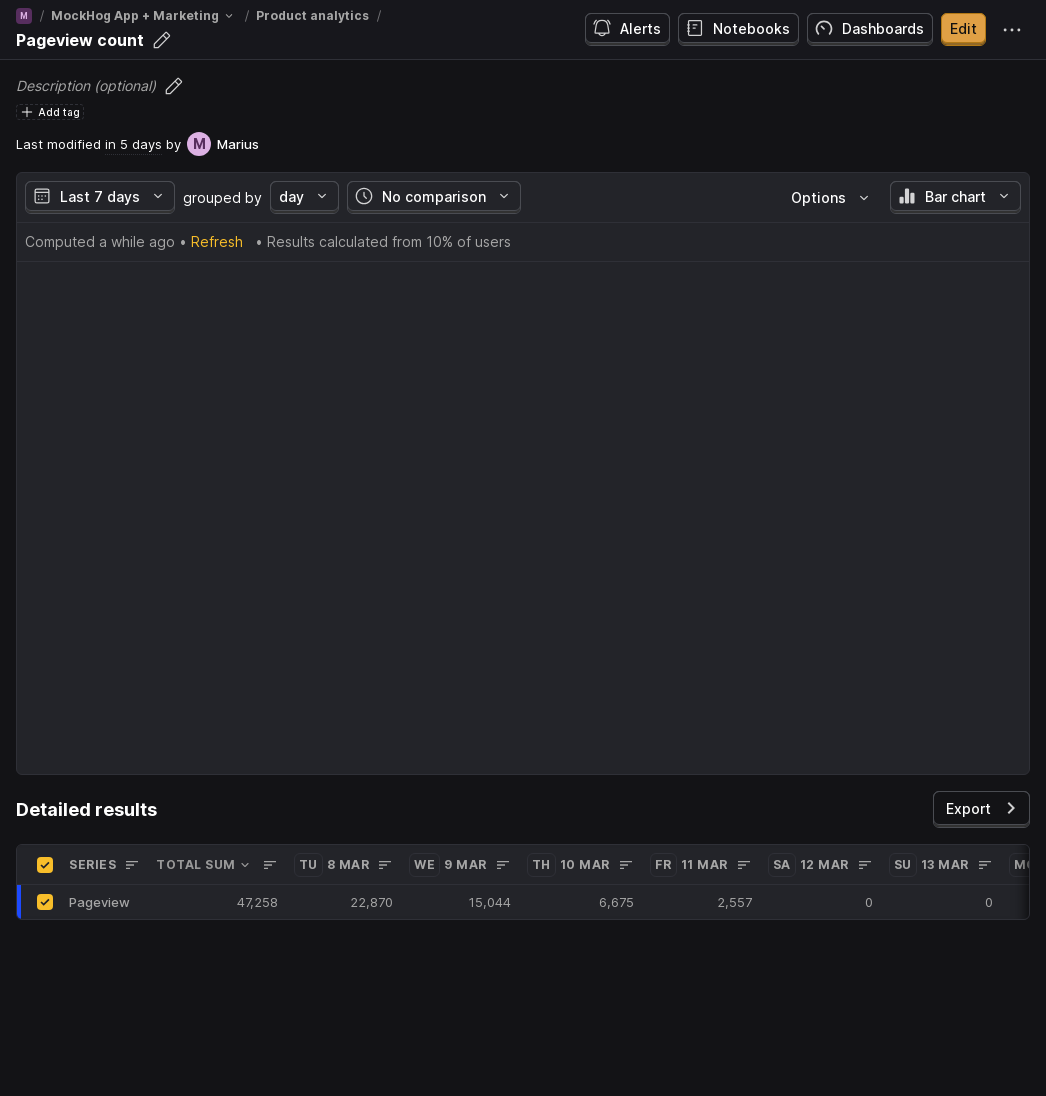 M / MockHog App + Marketing / Product analytics /
Pageview count
Alerts Notebooks Dashboards Edit
Description (optional)
Add tag
Last modified in 5 days by M Marius
Last 7 days grouped by day No comparison Options Bar chart
Computed a while ago • Refresh • Results calculated from 10% of users
Detailed results
Export
SERIES TOTAL SUM TU 8 MAR WE 9 MAR TH 10 MAR FR 11 MAR SA 12 MAR SU 13 MAR
Pageview 47,258 22,870 15,044 6,675 2,557 0 0